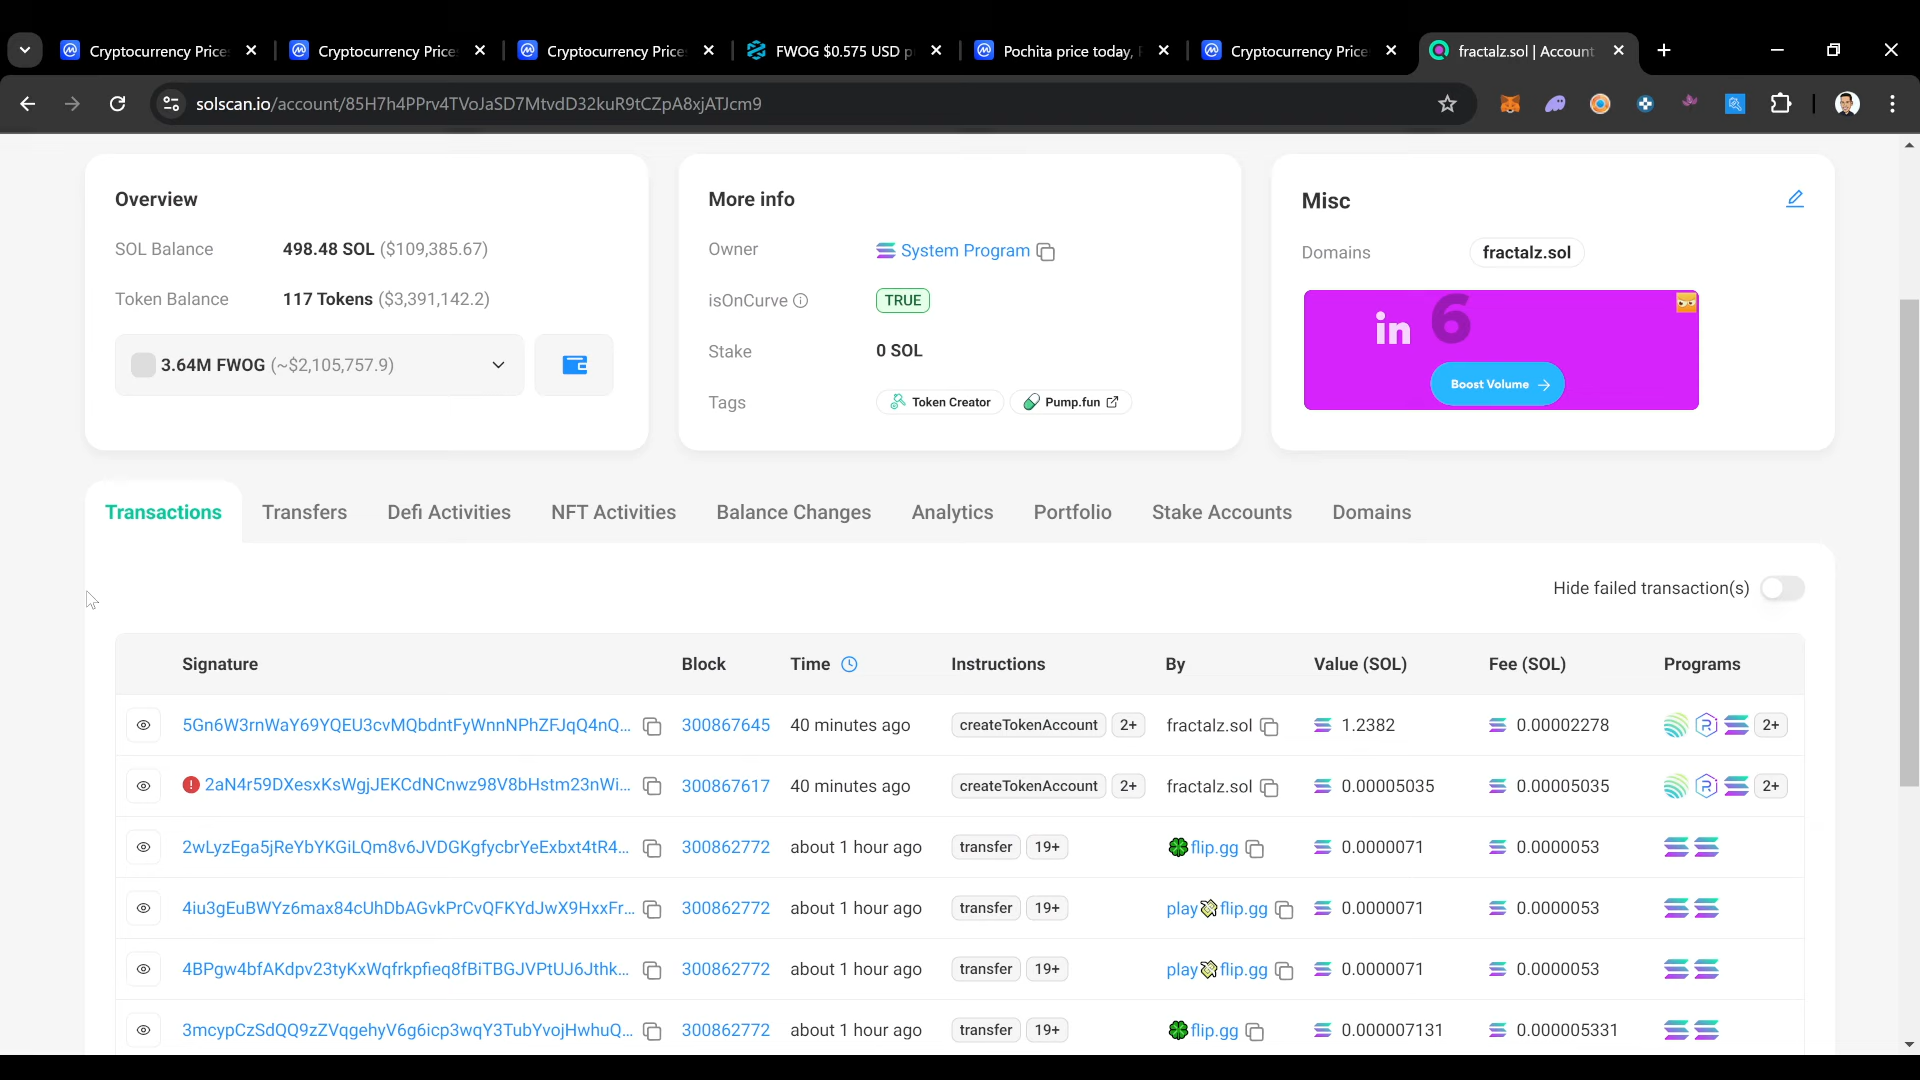 Cryptocurrency Price
Cryptocurrency Price
Cryptocurrency Price
FWOG $0.575 USD p
Pochita price today,
Cryptocurrency Price
fractalz.sol | Account
solscan.io/account/85H7h4PPrv4TVoJaSD7MtvdD32kuR9tCZpA8xjATJcm9
Overview
SOL Balance 498.48 SOL ($109,385.67)
Token Balance 117 Tokens ($3,391,142.2)
3.64M FWOG (~$2,105,757.9)
More info
Owner System Program
isOnCurve TRUE
Stake 0 SOL
Tags Token Creator Pump.fun
Misc
Domains fractalz.sol
in 6
Boost Volume →
Transactions Transfers Defi Activities NFT Activities Balance Changes Analytics Portfolio Stake Accounts Domains
Hide failed transaction(s)
Signature Block Time Instructions By Value (SOL) Fee (SOL) Programs
5Gn6W3rnWaY69YQEU3cvMQbdntFyWnnNPhZFJqQ4nQ... 300867645 40 minutes ago createTokenAccount 2+ fractalz.sol 1.2382 0.00002278 2+
2aN4r59DXesxKsWgjJEKCdNCnwz98V8bHstm23nWi... 300867617 40 minutes ago createTokenAccount 2+ fractalz.sol 0.00005035 0.00005035 2+
2wLyzEga5jReYbYKGiLQm8v6JVDGKgfycbrYeExbxt4tR4... 300862772 about 1 hour ago transfer 19+ flip.gg 0.0000071 0.0000053
4iu3gEuBWYz6max84cUhDbAGvkPrCvQFKYdJwX9HxxFr... 300862772 about 1 hour ago transfer 19+ play flip.gg 0.0000071 0.0000053
4BPgw4bfAKdpv23tyKxWqfrkpfieq8fBiTBGJVPtUJ6Jthk... 300862772 about 1 hour ago transfer 19+ play flip.gg 0.0000071 0.0000053
3mcypCzSdQQ9zZVqgehyV6g6icp3wqY3TubYvojHwhuQ... 300862772 about 1 hour ago transfer 19+ flip.gg 0.000007131 0.000005331